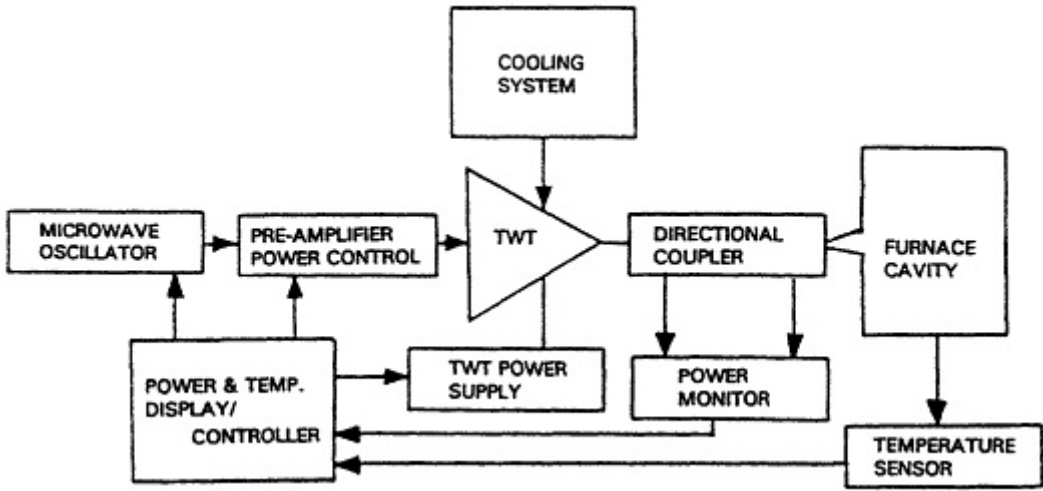 COOLING
SYSTEM
MICROWAVE
OSCILLATOR
PRE-AMPLIFIER
POWER CONTROL
TWT
DIRECTIONAL
COUPLER
FURNACE
CAVITY
POWER & TEMP.
DISPLAY/
CONTROLLER
TWT POWER
SUPPLY
POWER
MONITOR
TEMPERATURE
SENSOR